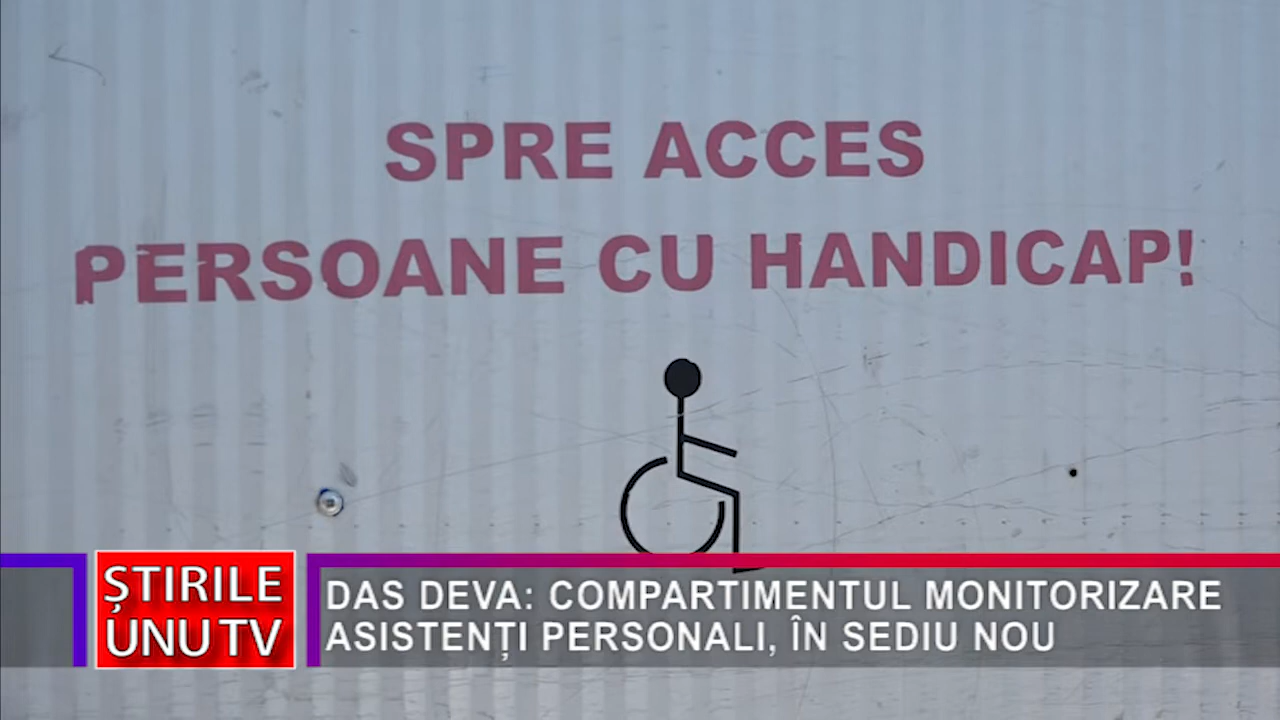 SPRE ACCES
PERSOANE CU HANDICAP!
ȘTIRILE
UNU TV
DAS DEVA: COMPARTIMENTUL MONITORIZARE
ASISTENȚI PERSONALI, ÎN SEDIU NOU